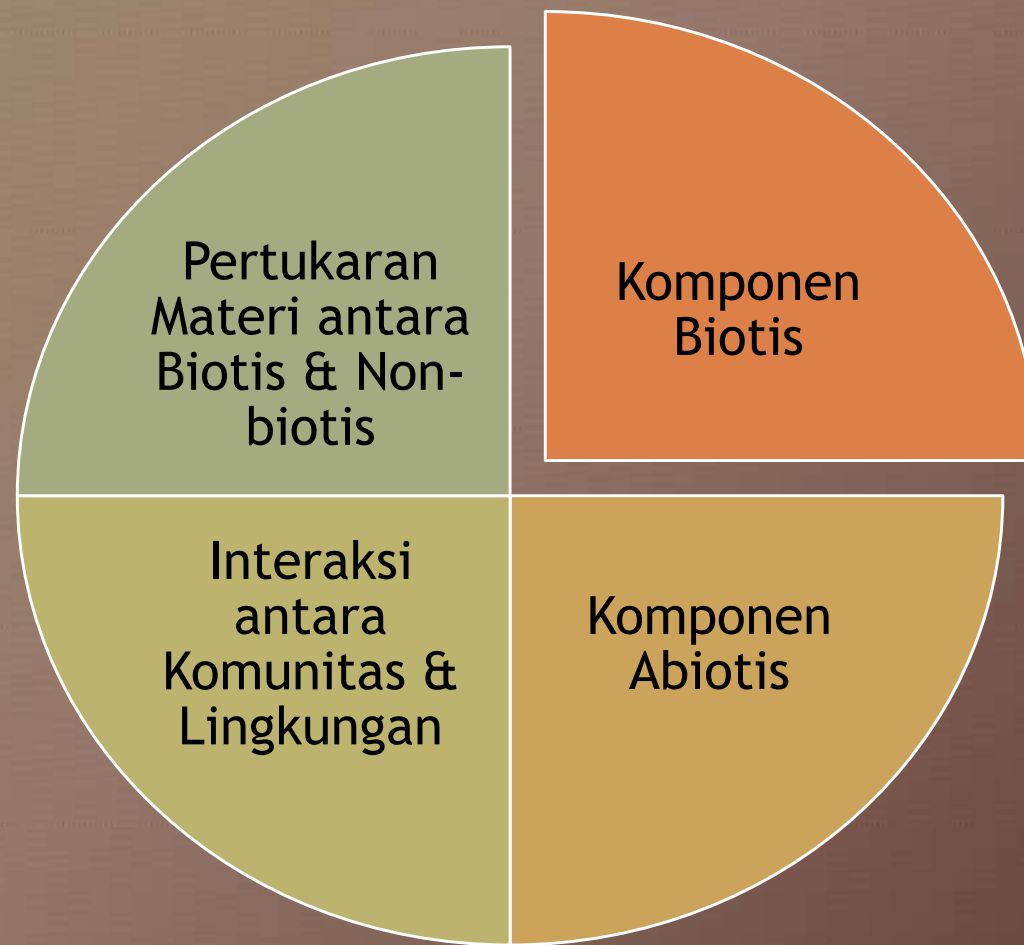 Pertukaran
Materi antara
Biotis & Non-
biotis
Komponen
Biotis
Interaksi
antara
Komunitas &
Lingkungan
Komponen
Abiotis